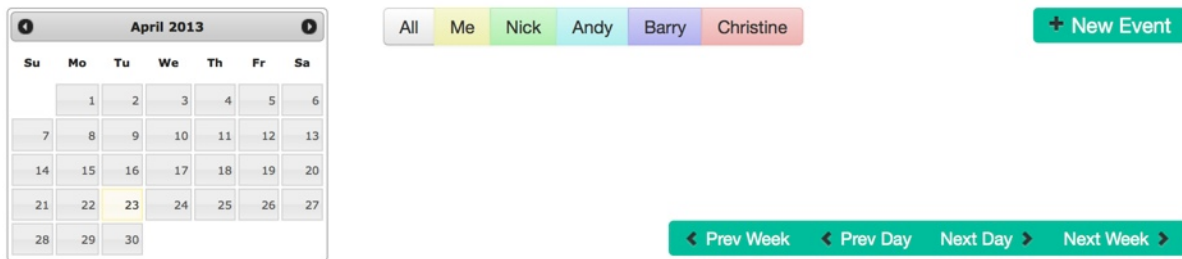 April 2013
Su Mo Tu We Th Fr Sa
1 2 3 4 5 6
7 8 9 10 11 12 13
14 15 16 17 18 19 20
21 22 23 24 25 26 27
28 29 30
All Me Nick Andy Barry Christine
+ New Event
Prev Week Prev Day Next Day Next Week